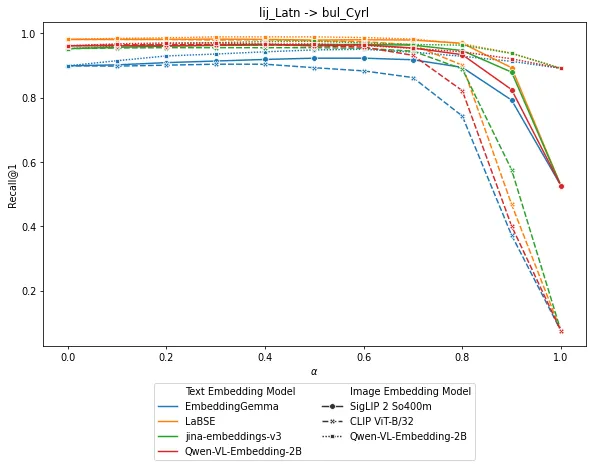 lij_Latn -> bul_Cyrl
1.0
0.8
0.6
0.4
0.2
Recall@1
0.0 0.2 0.4 0.6 0.8 1.0
α
Text Embedding Model Image Embedding Model
EmbeddingGemma SigLIP 2 So400m
LaBSE CLIP ViT-B/32
jina-embeddings-v3 Qwen-VL-Embedding-2B
Qwen-VL-Embedding-2B